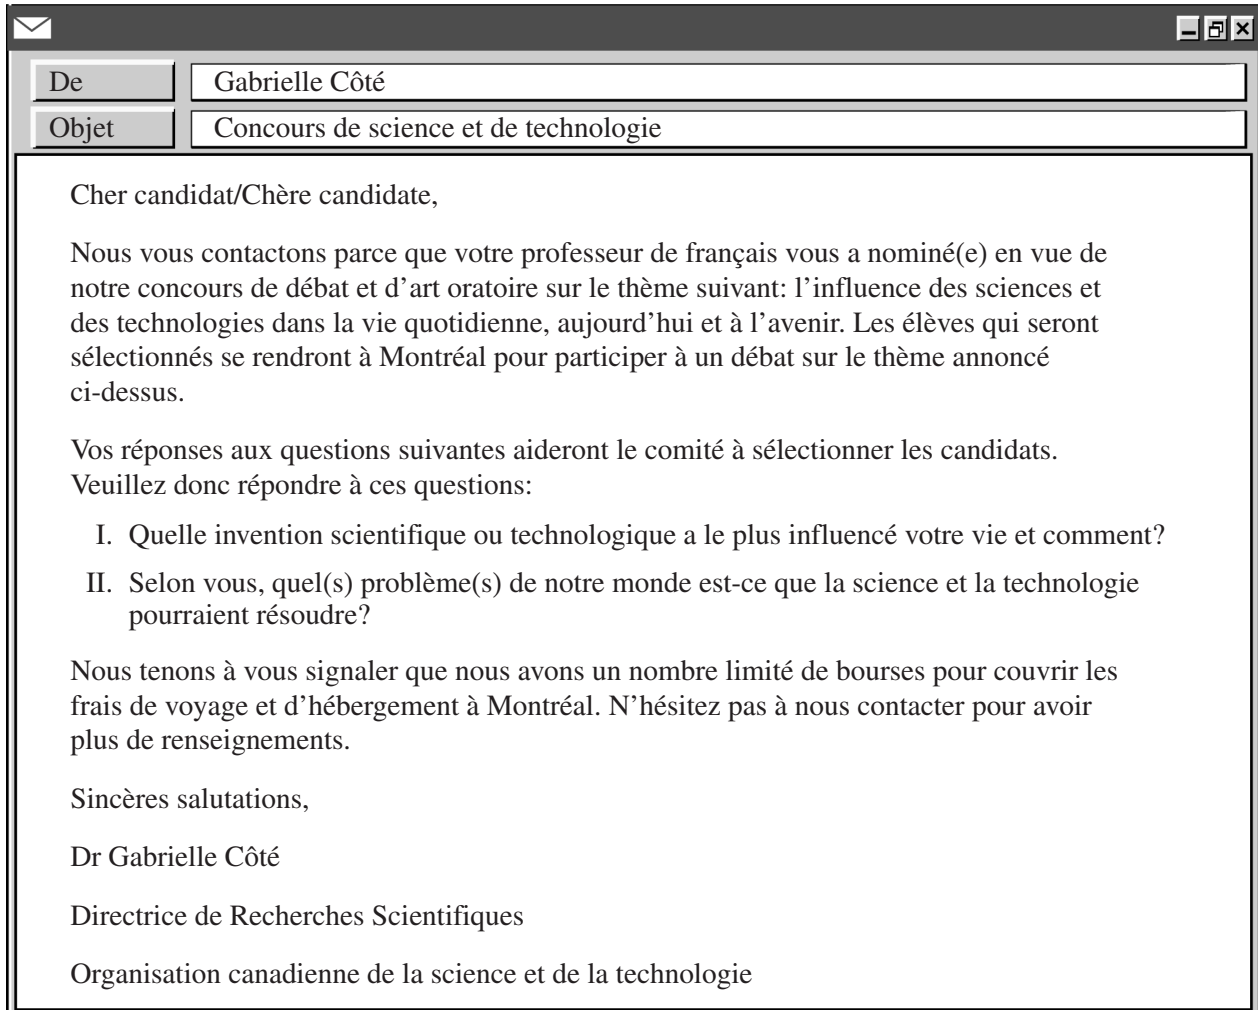 De
Gabrielle Côté
Objet
Concours de science et de technologie
Cher candidat/Chère candidate,
Nous vous contactons parce que votre professeur de français vous a nominé(e) en vue de
notre concours de débat et d’art oratoire sur le thème suivant: l’influence des sciences et
des technologies dans la vie quotidienne, aujourd’hui et à l’avenir. Les élèves qui seront
sélectionnés se rendront à Montréal pour participer à un débat sur le thème annoncé
ci-dessus.
Vos réponses aux questions suivantes aideront le comité à sélectionner les candidats.
Veuillez donc répondre à ces questions:
I. Quelle invention scientifique ou technologique a le plus influencé votre vie et comment?
II. Selon vous, quel(s) problème(s) de notre monde est-ce que la science et la technologie
pourraient résoudre?
Nous tenons à vous signaler que nous avons un nombre limité de bourses pour couvrir les
frais de voyage et d’hébergement à Montréal. N’hésitez pas à nous contacter pour avoir
plus de renseignements.
Sincères salutations,
Dr Gabrielle Côté
Directrice de Recherches Scientifiques
Organisation canadienne de la science et de la technologie